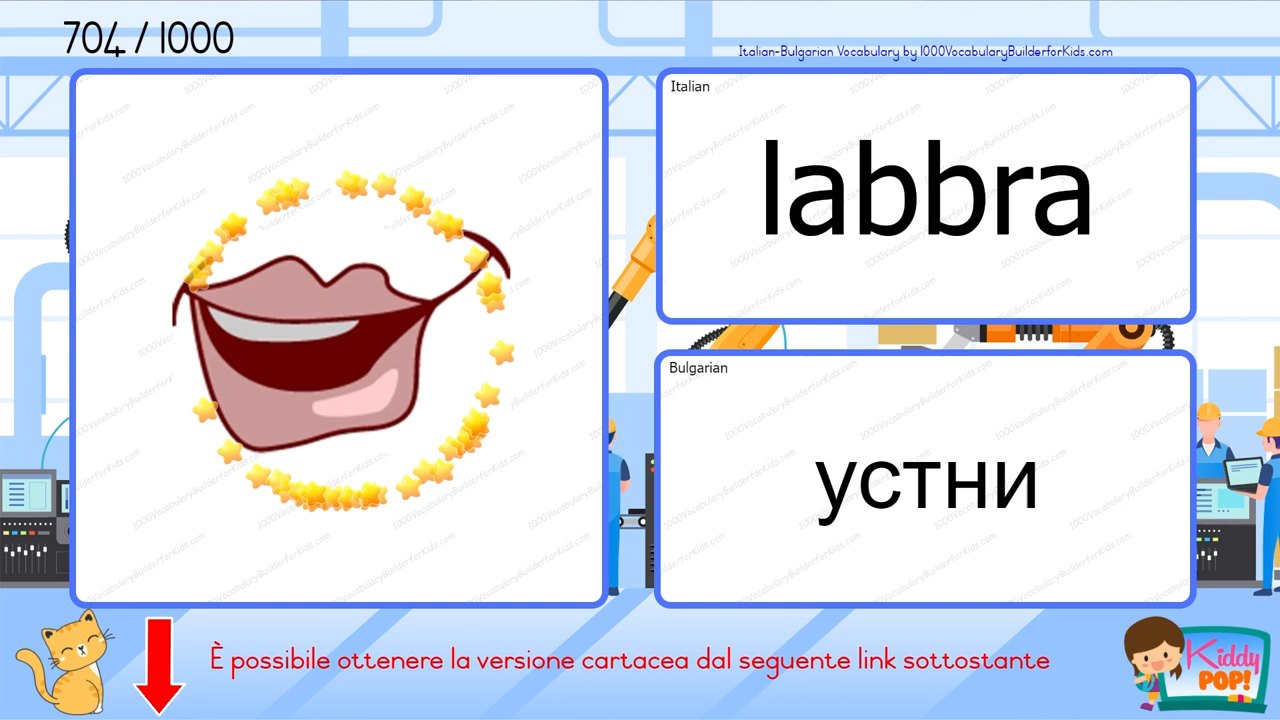 704 / 1000
Italian-Bulgarian Vocabulary by 1000VocabularyBuilderforKids.com
Italian
labbra
Bulgarian
устни
È possibile ottenere la versione cartacea dal seguente link sottostante
Kiddy
POP!